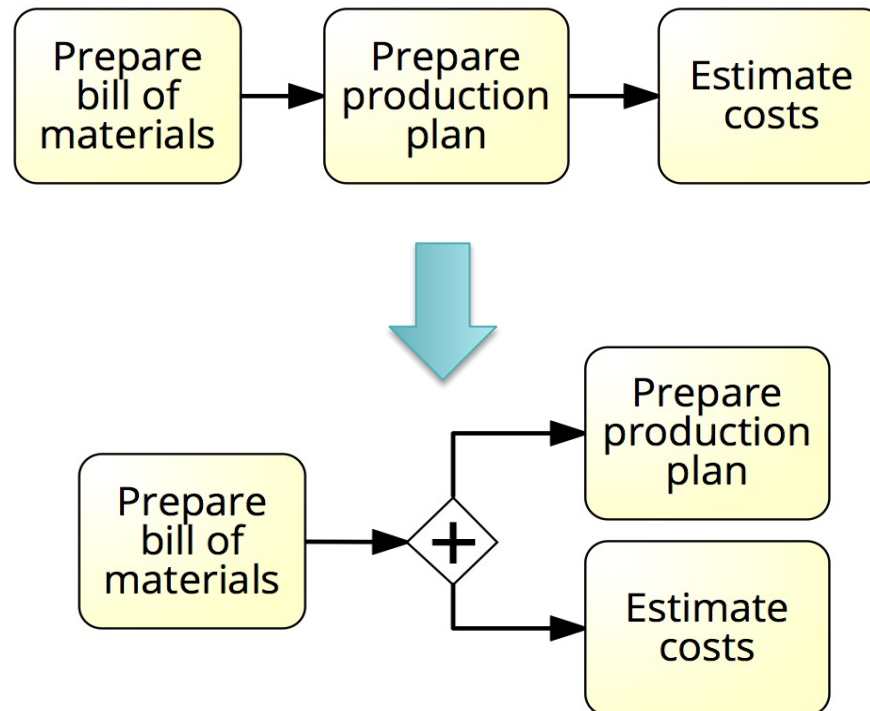 Prepare
bill of
materials
Prepare
production
plan
Estimate
costs
Prepare
production
plan
Prepare
bill of
materials
Estimate
costs